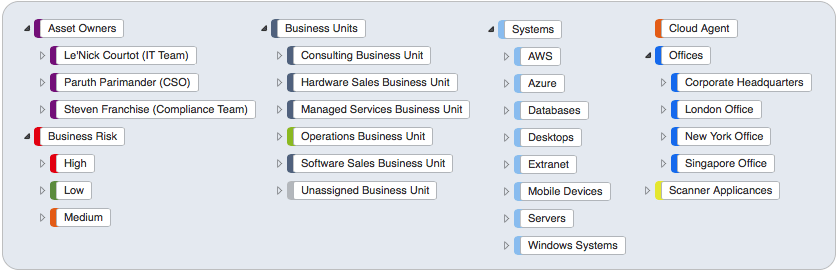 Asset Owners
Le'Nick Courtot (IT Team)
Paruth Parimander (CSO)
Steven Franchise (Compliance Team)
Business Risk
High
Low
Medium
Business Units
Consulting Business Unit
Hardware Sales Business Unit
Managed Services Business Unit
Operations Business Unit
Software Sales Business Unit
Unassigned Business Unit
Systems
AWS
Azure
Databases
Desktops
Extranet
Mobile Devices
Servers
Windows Systems
Cloud Agent
Offices
Corporate Headquarters
London Office
New York Office
Singapore Office
Scanner Applicances